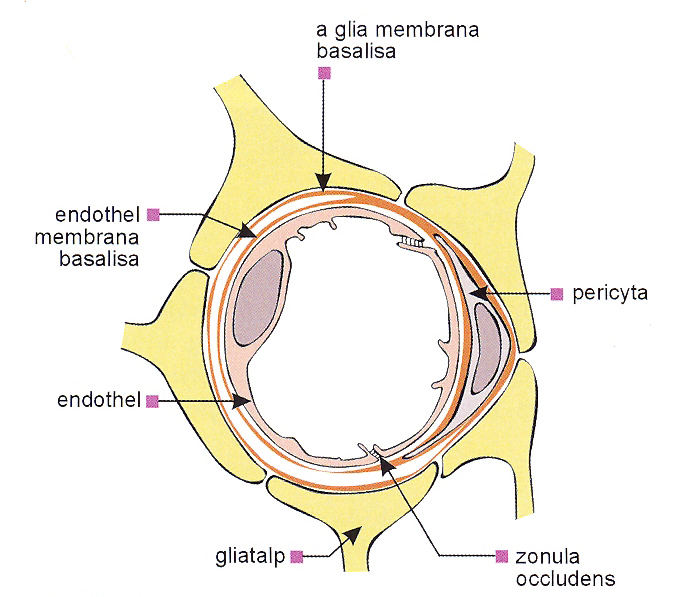 a glia membrana
basalisa
endothel
membrana
basalisa
pericyta
endothel
gliatalp
zonula
occludens